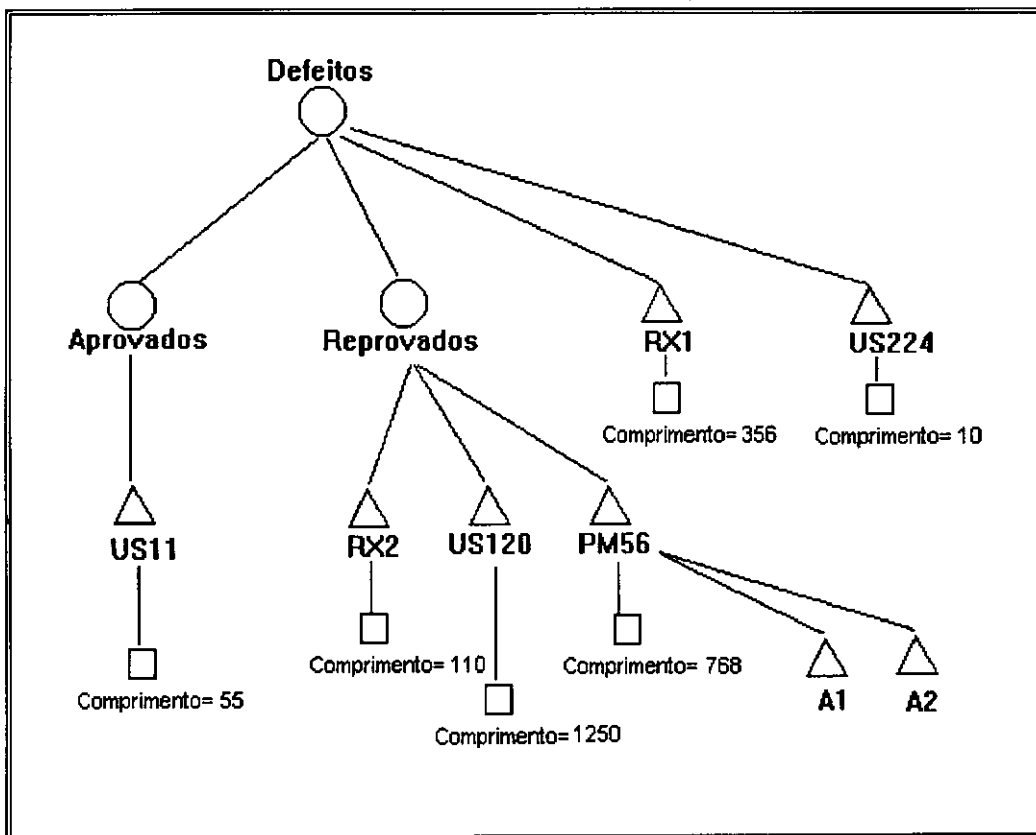 Defeitos
Aprovados
Reprovados
RX1
US224
Comprimento= 356
Comprimento= 10
US11
RX2
US120
PM56
Comprimento= 55
Comprimento= 110
Comprimento= 768
A1
A2
Comprimento= 1250